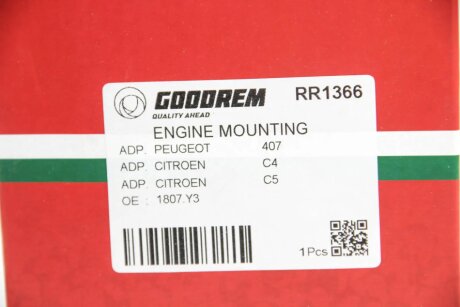 GOODREM RR1366
QUALITY AHEAD
ENGINE MOUNTING
ADP. PEUGEOT 407
ADP. CITROEN C4
ADP. CITROEN C5
OE : 1807.Y3
1Pcs